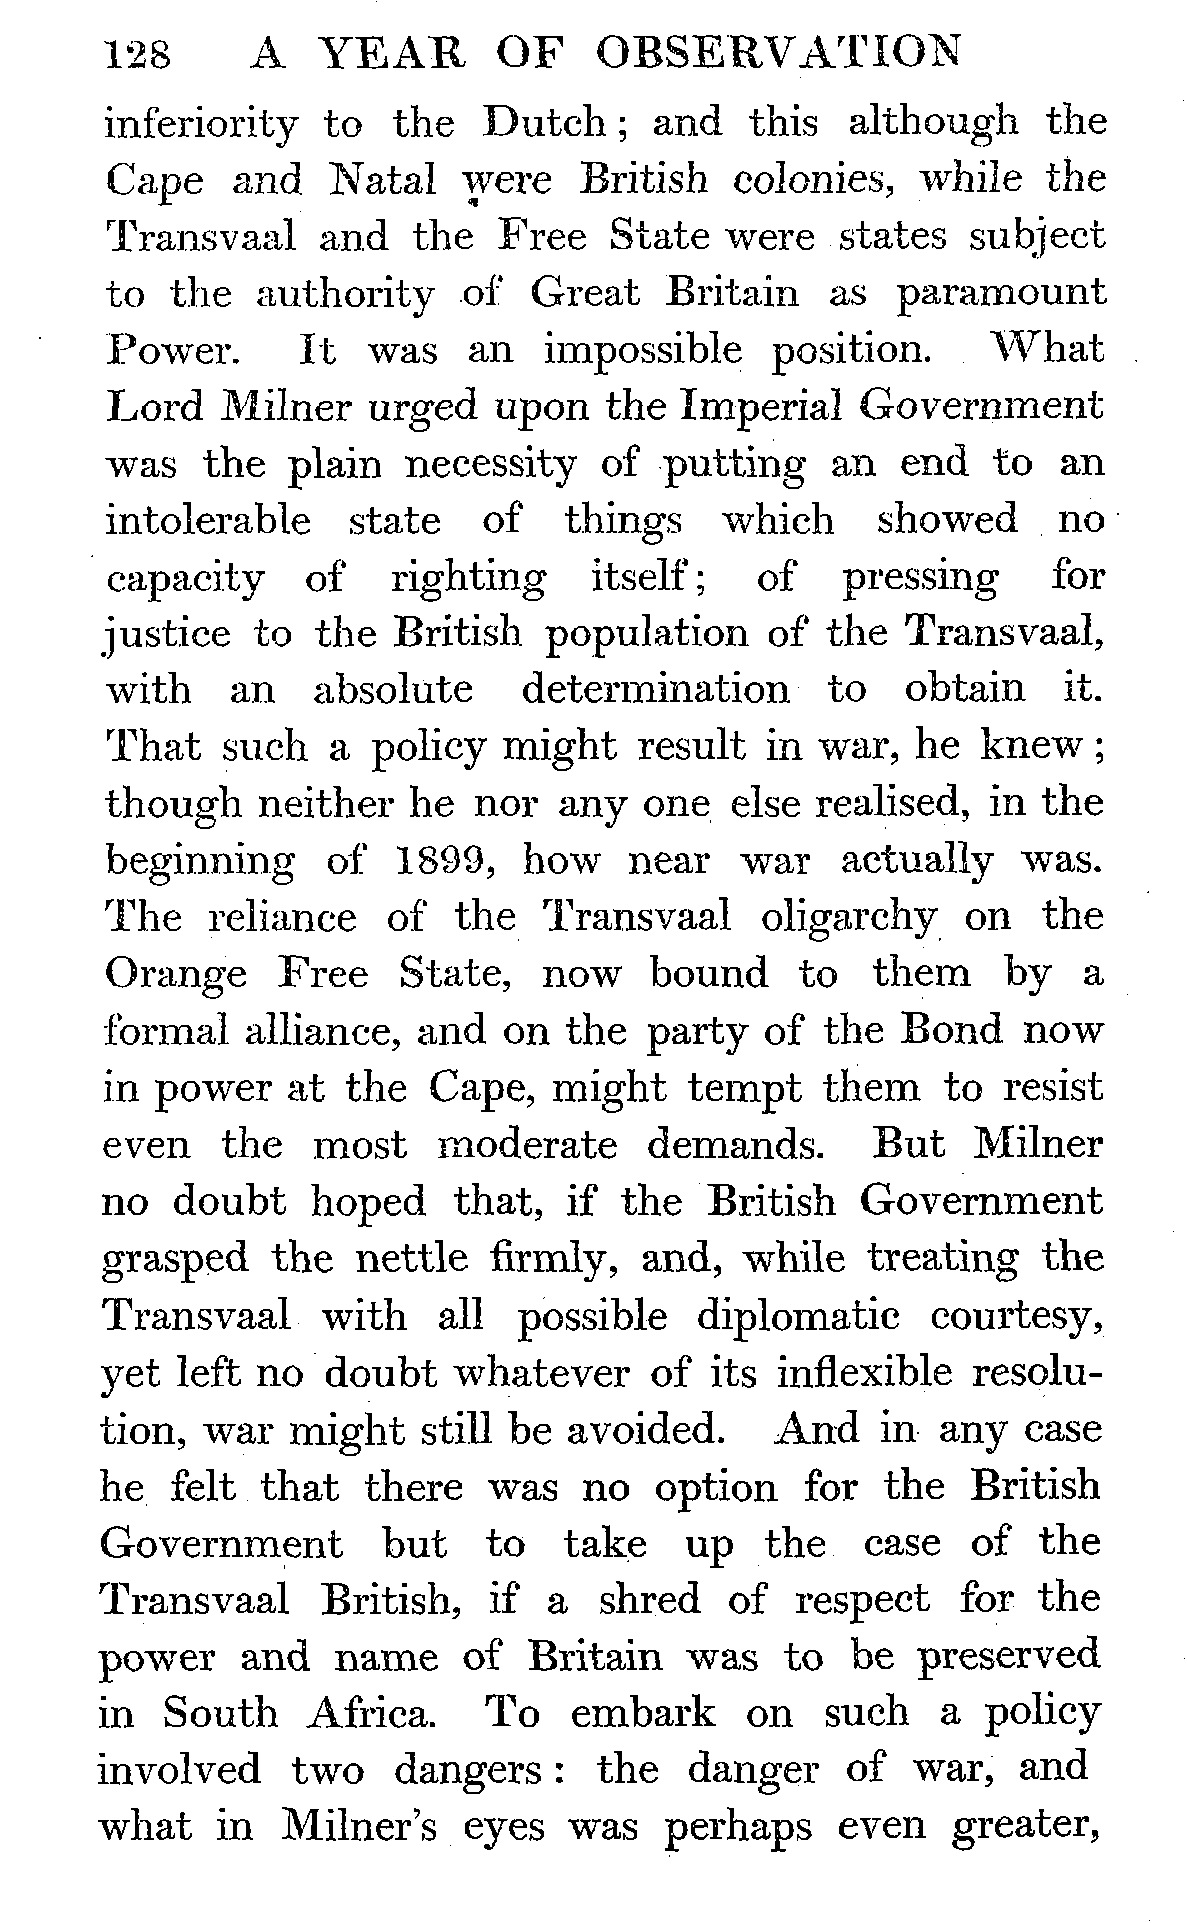 128 A YEAR OF OBSERVATION
inferiority to the Dutch ; and this although the
Cape and Natal were British colonies, while the
Transvaal and the Free State were states subject
to the authority of Great Britain as paramount
Power. It was an impossible position. What
Lord Milner urged upon the Imperial Government
was the plain necessity of putting an end to an
intolerable state of things which showed no
capacity of righting itself ; of pressing for
justice to the British population of the Transvaal,
with an absolute determination to obtain it.
That such a policy might result in war, he knew ;
though neither he nor any one else realised, in the
beginning of 1899, how near war actually was.
The reliance of the Transvaal oligarchy on the
Orange Free State, now bound to them by a
formal alliance, and on the party of the Bond now
in power at the Cape, might tempt them to resist
even the most moderate demands. But Milner
no doubt hoped that, if the British Government
grasped the nettle firmly, and, while treating the
Transvaal with all possible diplomatic courtesy,
yet left no doubt whatever of its inflexible resolu-
tion, war might still be avoided. And in any case
he felt that there was no option for the British
Government but to take up the case of the
Transvaal British, if a shred of respect for the
power and name of Britain was to be preserved
in South Africa. To embark on such a policy
involved two dangers : the danger of war, and
what in Milner's eyes was perhaps even greater,